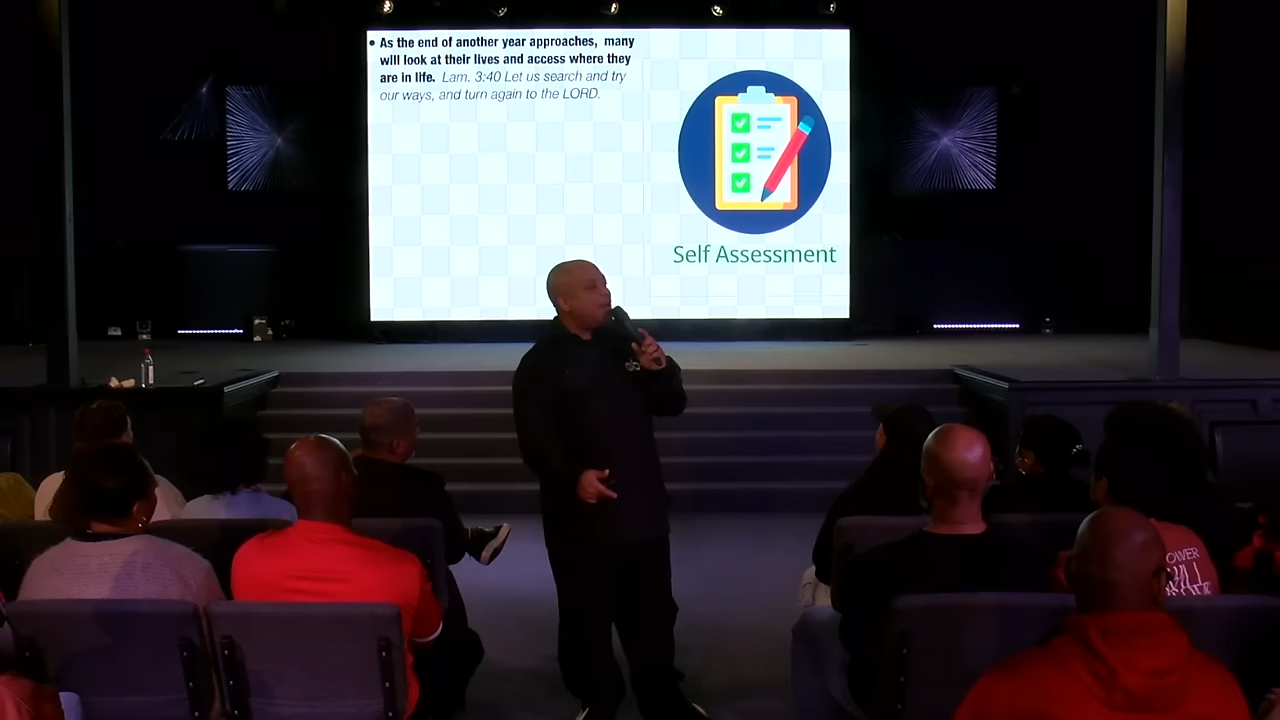 • As the end of another year approaches, many
will look at their lives and access where they
are in life. Lam. 3:40 Let us search and try
our ways, and turn again to the LORD.
Self Assessment